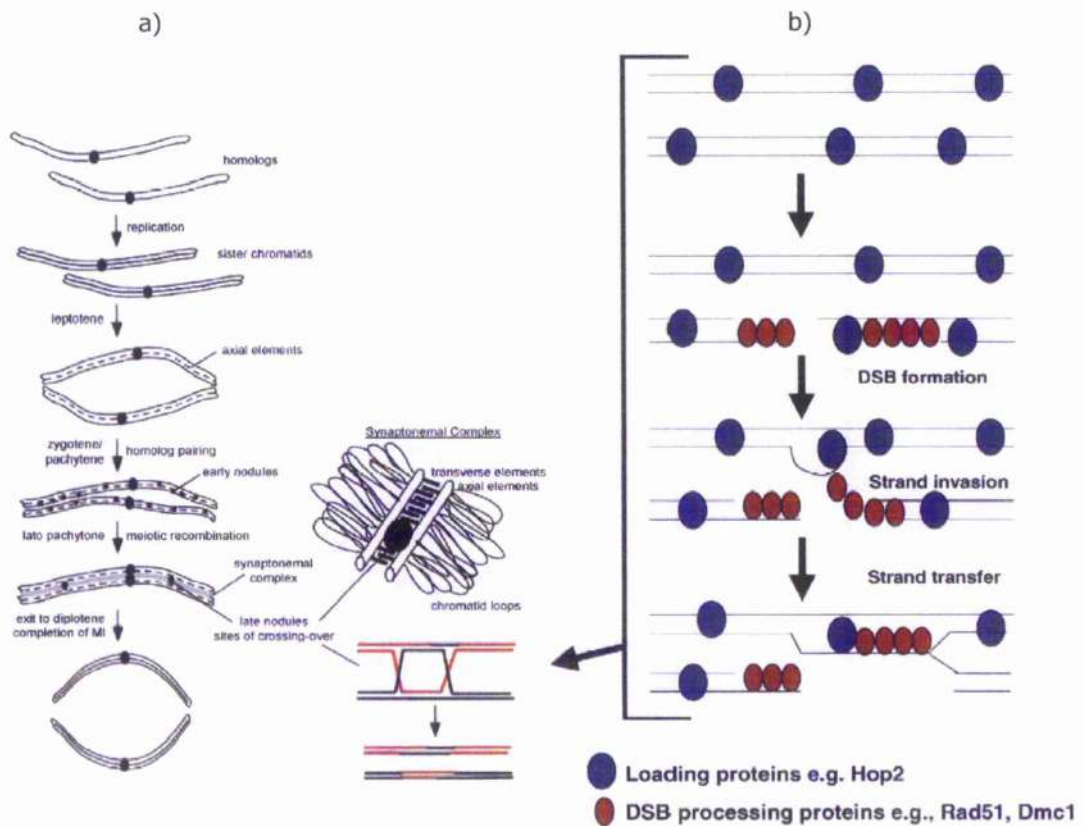 a)
homologs
replication
sister chromatids
leptotene
axial elements
zygotene/
pachytene
homolog pairing
early nodules
lato pachytone
meiotic recombination
synaptonemal
complex
exit to diplotene
completion of MI
late nodules
sites of crossing-over
Synaptonemal Complex
transverse elements
axial elements
chromatid loops
b)
DSB formation
Strand invasion
Strand transfer
Loading proteins e.g. Hop2
DSB processing proteins e.g., Rad51, Dmc1